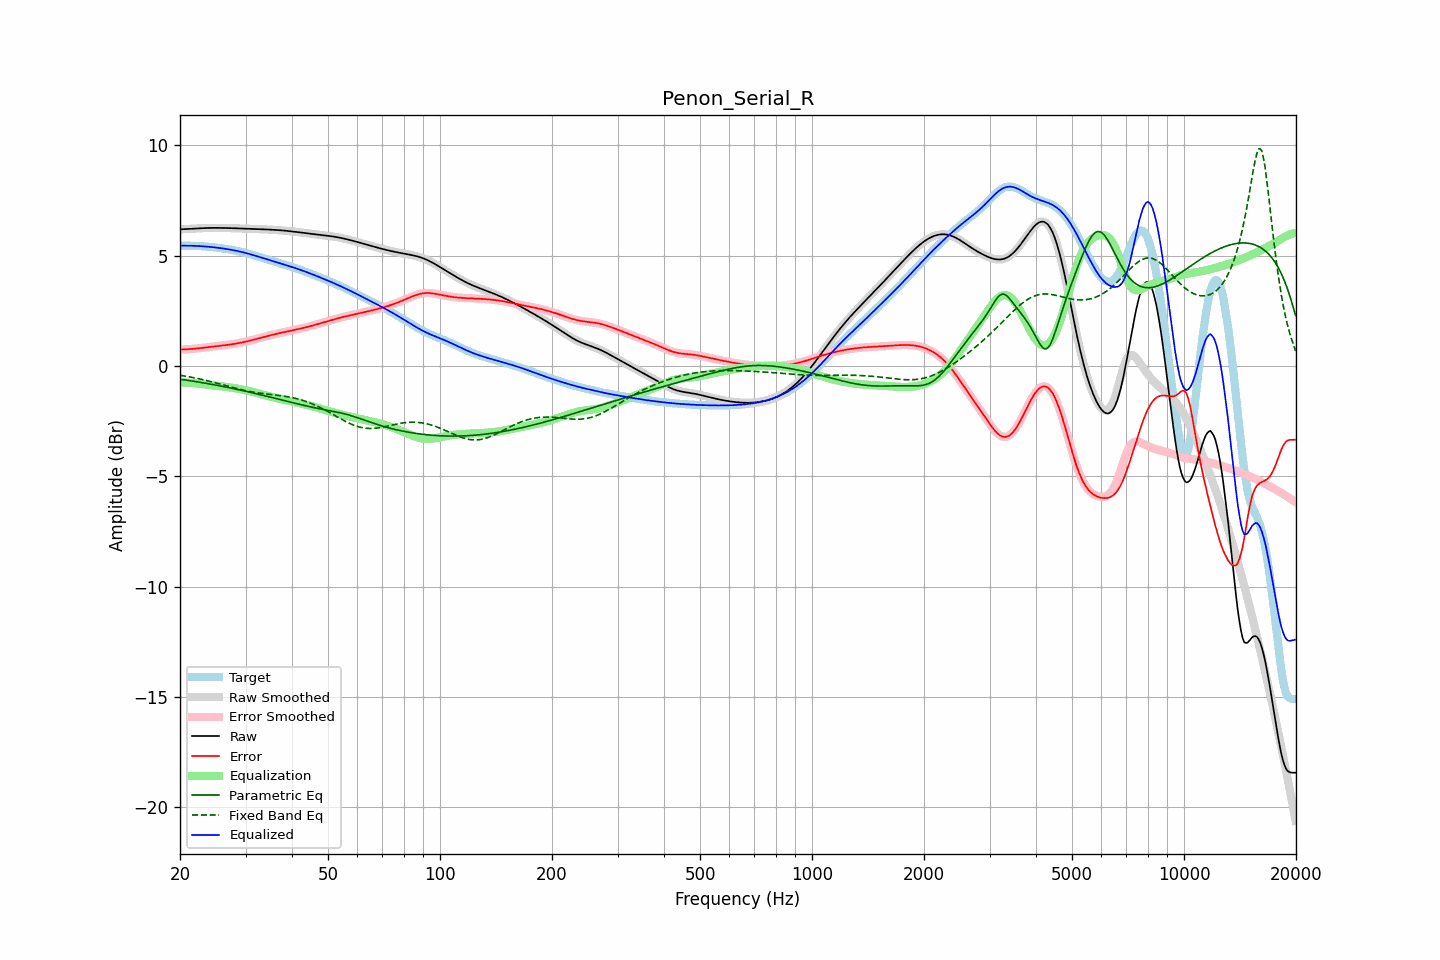 Penon_Serial_R
Amplitude (dBr)
10
5
0
−5
−10
−15
−20
Target
Raw Smoothed
Error Smoothed
Raw
Error
Equalization
Parametric Eq
Fixed Band Eq
Equalized
20 50 100 200 500 1000 2000 5000 10000 20000
Frequency (Hz)